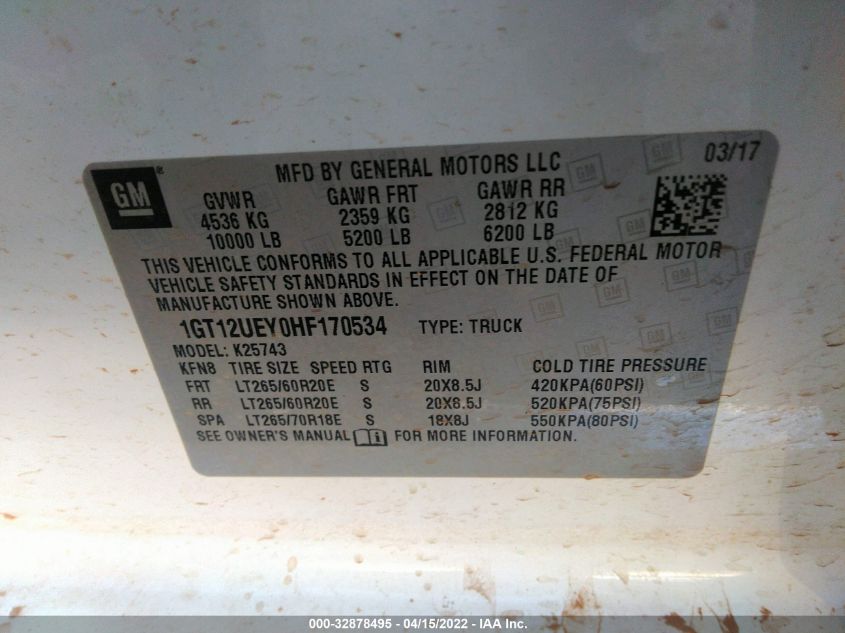 GM ®
MFD BY GENERAL MOTORS LLC
03/17
GVWR GAWR FRT GAWR RR
4536 KG 2359 KG 2812 KG
10000 LB 5200 LB 6200 LB
THIS VEHICLE CONFORMS TO ALL APPLICABLE U.S. FEDERAL MOTOR
VEHICLE SAFETY STANDARDS IN EFFECT ON THE DATE OF
MANUFACTURE SHOWN ABOVE.
1GT12UEY0HF170534 TYPE: TRUCK
MODEL: K25743
KFN8 TIRE SIZE SPEED RTG RIM COLD TIRE PRESSURE
FRT LT265/60R20E S 20X8.5J 420KPA(60PSI)
RR LT265/60R20E S 20X8.5J 520KPA(75PSI)
SPA LT265/70R18E S 18X8J 550KPA(80PSI)
SEE OWNER'S MANUAL FOR MORE INFORMATION.
000-32878495 - 04/15/2022 - IAA Inc.